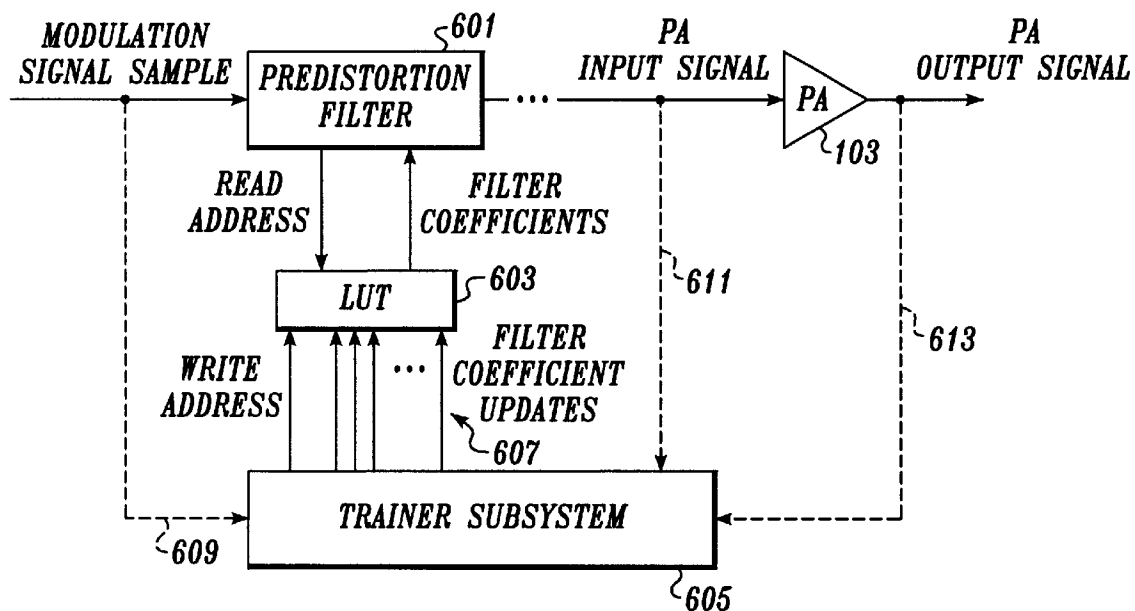 MODULATION
SIGNAL SAMPLE
601
PREDISTORTION
FILTER
PA
INPUT SIGNAL
PA
103
PA
OUTPUT SIGNAL
READ
ADDRESS
FILTER
COEFFICIENTS
LUT
603
611
613
WRITE
ADDRESS
FILTER
COEFFICIENT
UPDATES
607
TRAINER SUBSYSTEM
609
605